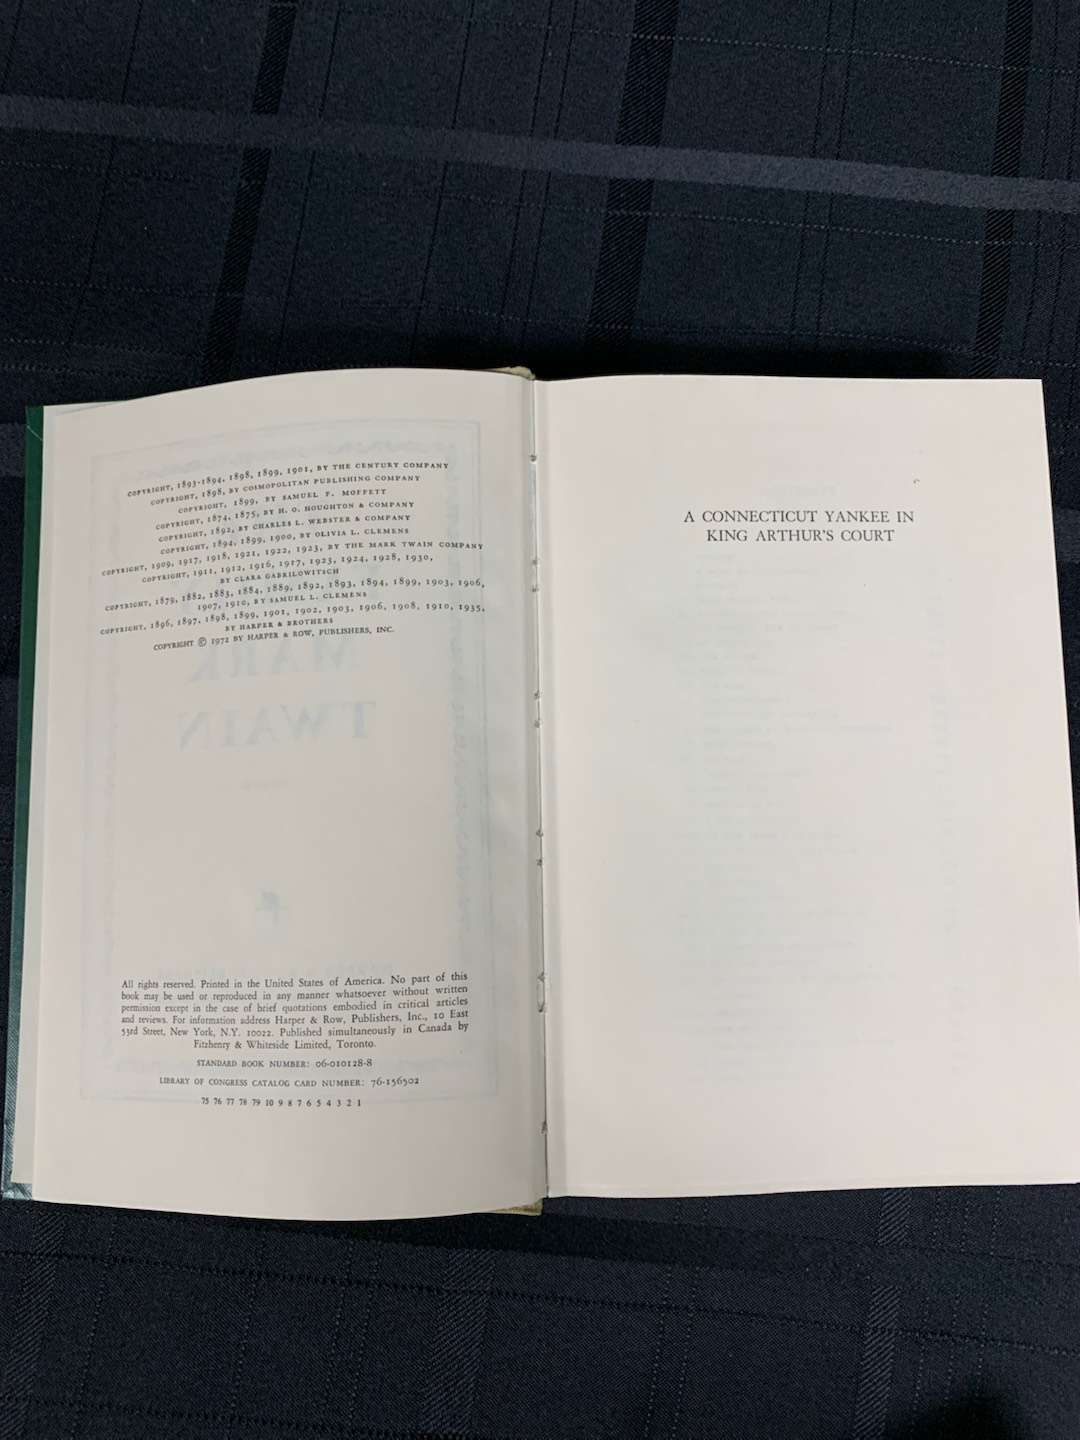 COPYRIGHT, 1893-1894, 1898, 1899, 1901, BY THE CENTURY COMPANY
COPYRIGHT, 1898, BY COSMOPOLITAN PUBLISHING COMPANY
COPYRIGHT, 1899, BY SAMUEL F. MOFFETT
COPYRIGHT, 1874, 1875, BY H. O. HOUGHTON & COMPANY
COPYRIGHT, 1892, BY CHARLES L. WEBSTER & COMPANY
COPYRIGHT, 1894, 1899, 1900, BY OLIVIA L. CLEMENS
COPYRIGHT, 1909, 1917, 1918, 1921, 1922, 1923, BY THE MARK TWAIN COMPANY
COPYRIGHT, 1911, 1912, 1916, 1917, 1923, 1924, 1928, 1930,
BY CLARA GABRILOWITSCH
COPYRIGHT, 1879, 1882, 1883, 1884, 1889, 1892, 1893, 1894, 1899, 1903, 1906,
1907, 1910, BY SAMUEL L. CLEMENS
COPYRIGHT, 1896, 1897, 1898, 1899, 1901, 1902, 1903, 1906, 1908, 1910, 1935,
BY HARPER & BROTHERS
COPYRIGHT © 1972 BY HARPER & ROW, PUBLISHERS, INC.
MARK
TWAIN
All rights reserved. Printed in the United States of America. No part of this
book may be used or reproduced in any manner whatsoever without written
permission except in the case of brief quotations embodied in critical articles
and reviews. For information address Harper & Row, Publishers, Inc., 10 East
53rd Street, New York, N.Y. 10022. Published simultaneously in Canada by
Fitzhenry & Whiteside Limited, Toronto.
STANDARD BOOK NUMBER: 06-010128-8
LIBRARY OF CONGRESS CATALOG CARD NUMBER: 76-156502
75 76 77 78 79 10 9 8 7 6 5 4 3 2 1
A CONNECTICUT YANKEE IN
KING ARTHUR'S COURT